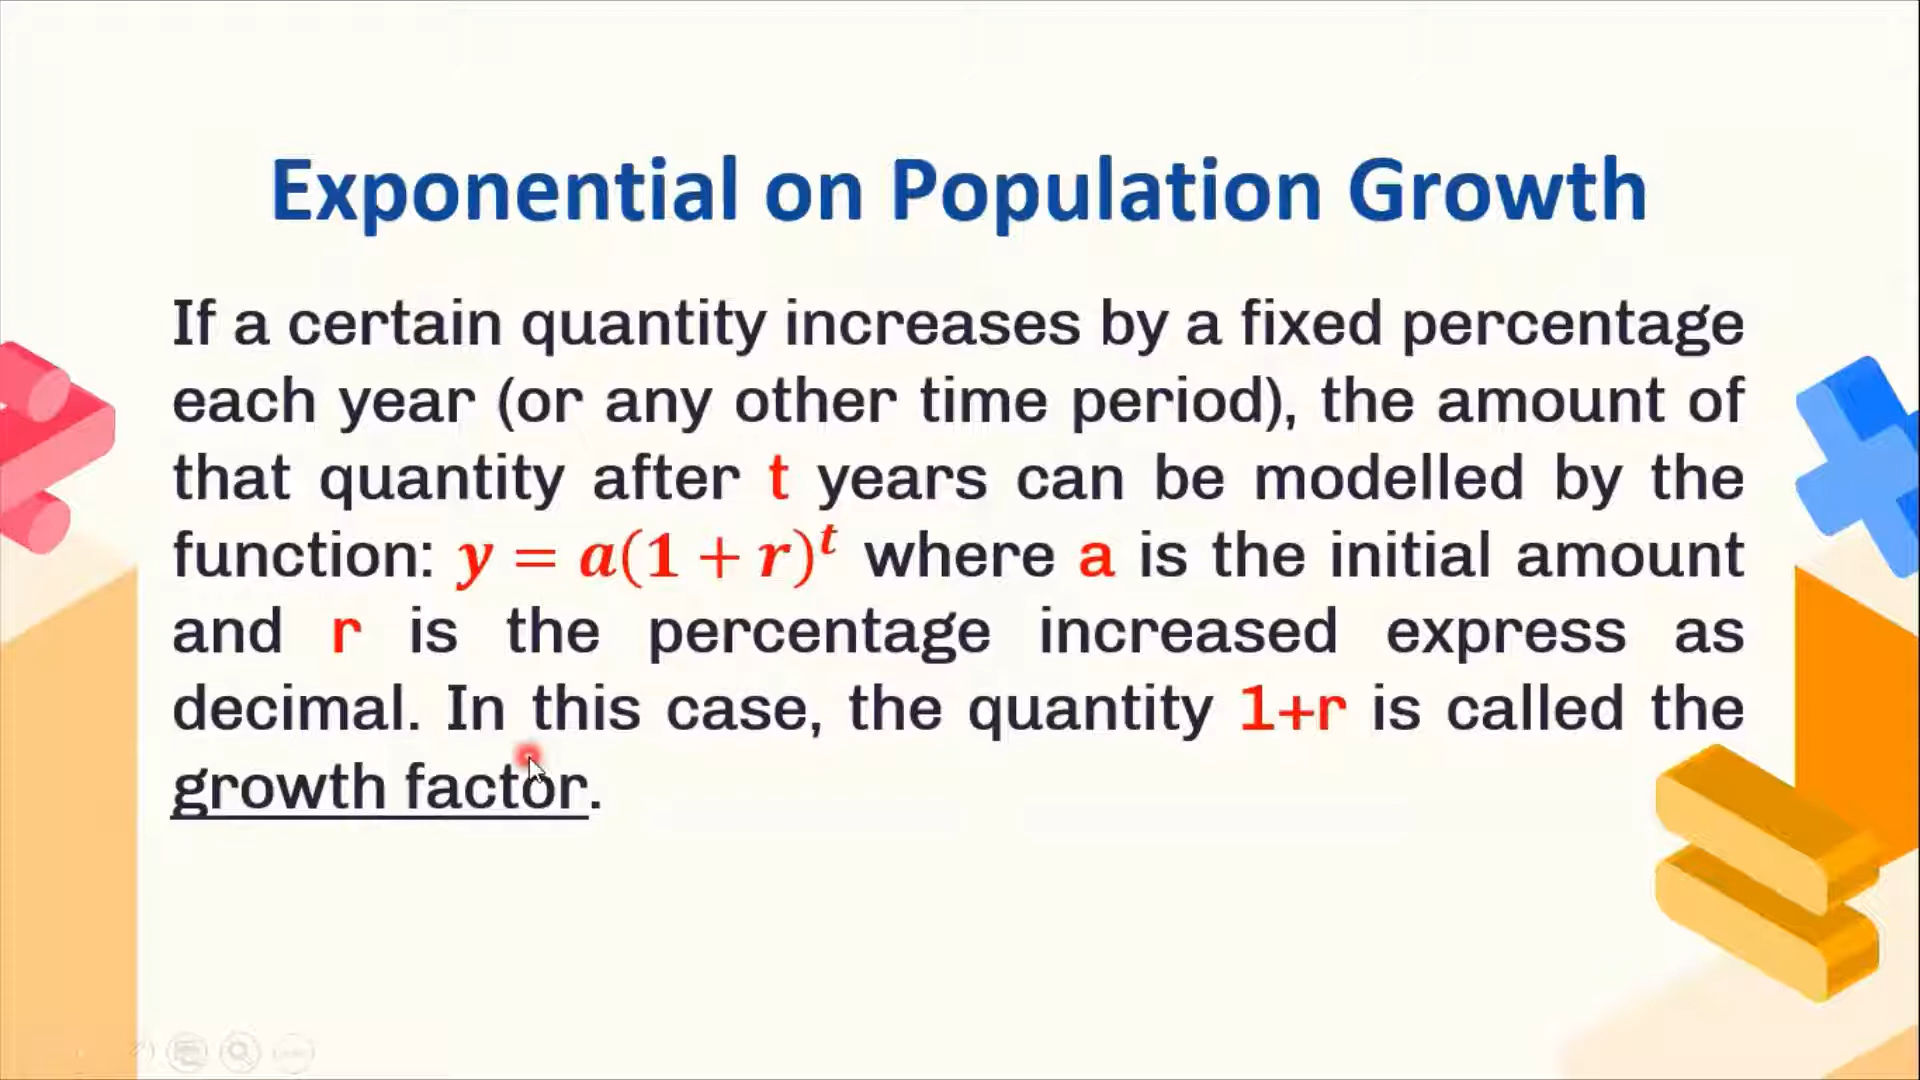 Exponential on Population Growth
If a certain quantity increases by a fixed percentage
each year (or any other time period), the amount of
that quantity after t years can be modelled by the
function: y = a(1 + r)^t where a is the initial amount
and r is the percentage increased express as
decimal. In this case, the quantity 1+r is called the
growth factor.